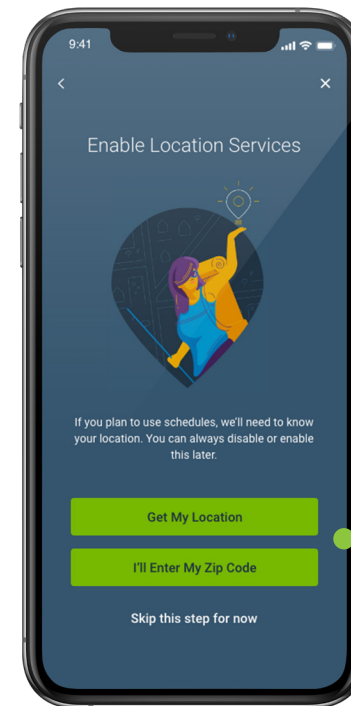 9:41
Enable Location Services
If you plan to use schedules, we'll need to know
your location. You can always disable or enable
this later.
Get My Location
I'll Enter My Zip Code
Skip this step for now